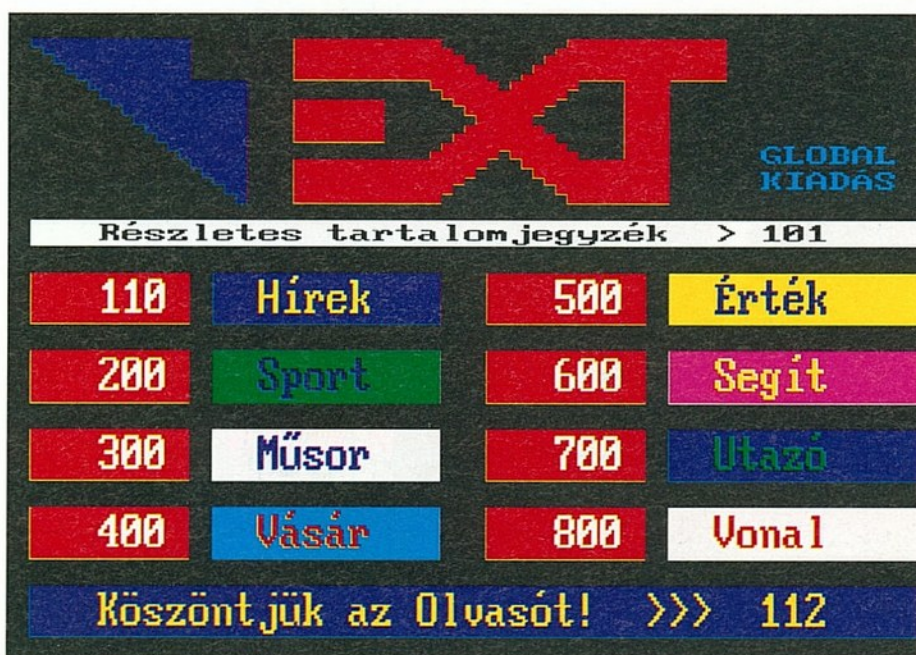 EXT
GLOBAL
KIADÁS
Részletes tartalomjegyzék > 101
110 Hírek 500 Érték
200 Sport 600 Segít
300 Műsor 700 Utazó
400 Vásár 800 Vonal
Köszöntjük az Olvasót! >>> 112